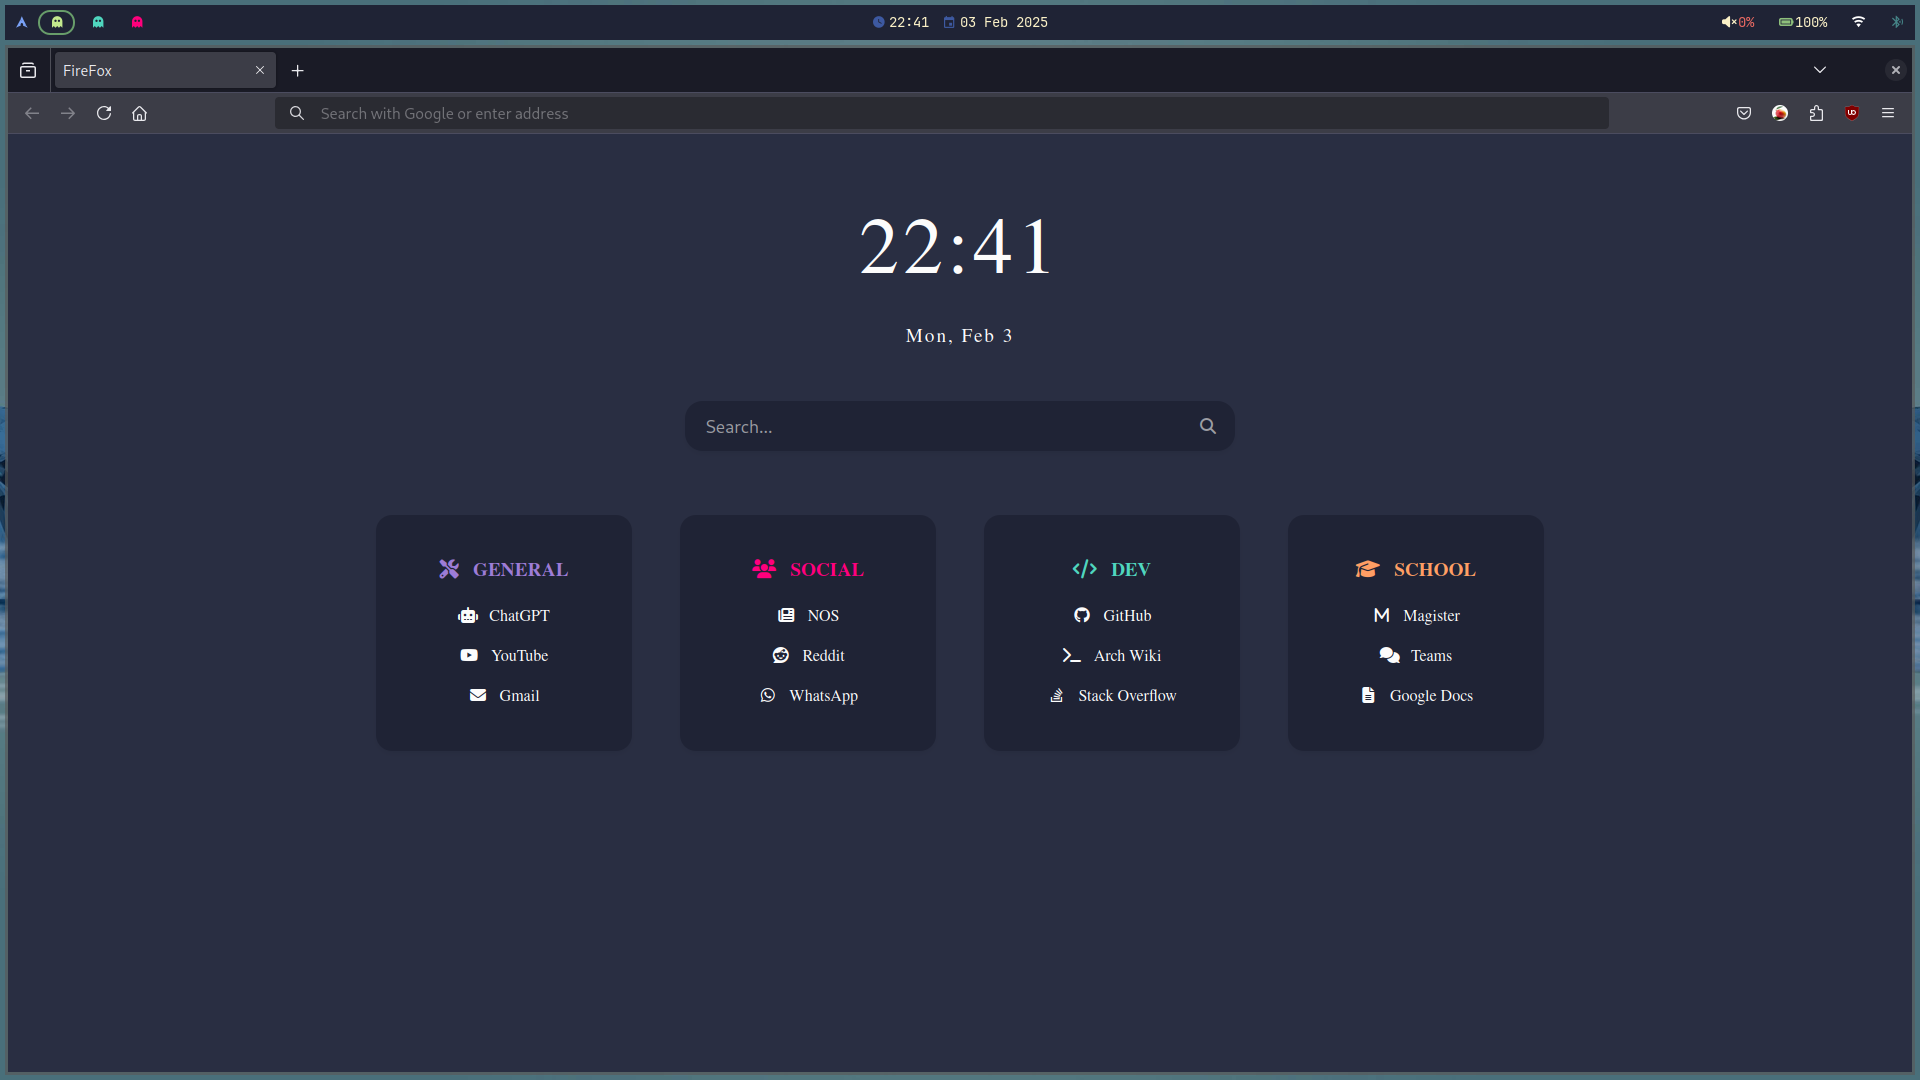 22:41 03 Feb 2025
0% 100%
FireFox
Search with Google or enter address
22:41
Mon, Feb 3
Search...
GENERAL
ChatGPT
YouTube
Gmail
SOCIAL
NOS
Reddit
WhatsApp
DEV
GitHub
Arch Wiki
Stack Overflow
SCHOOL
Magister
Teams
Google Docs